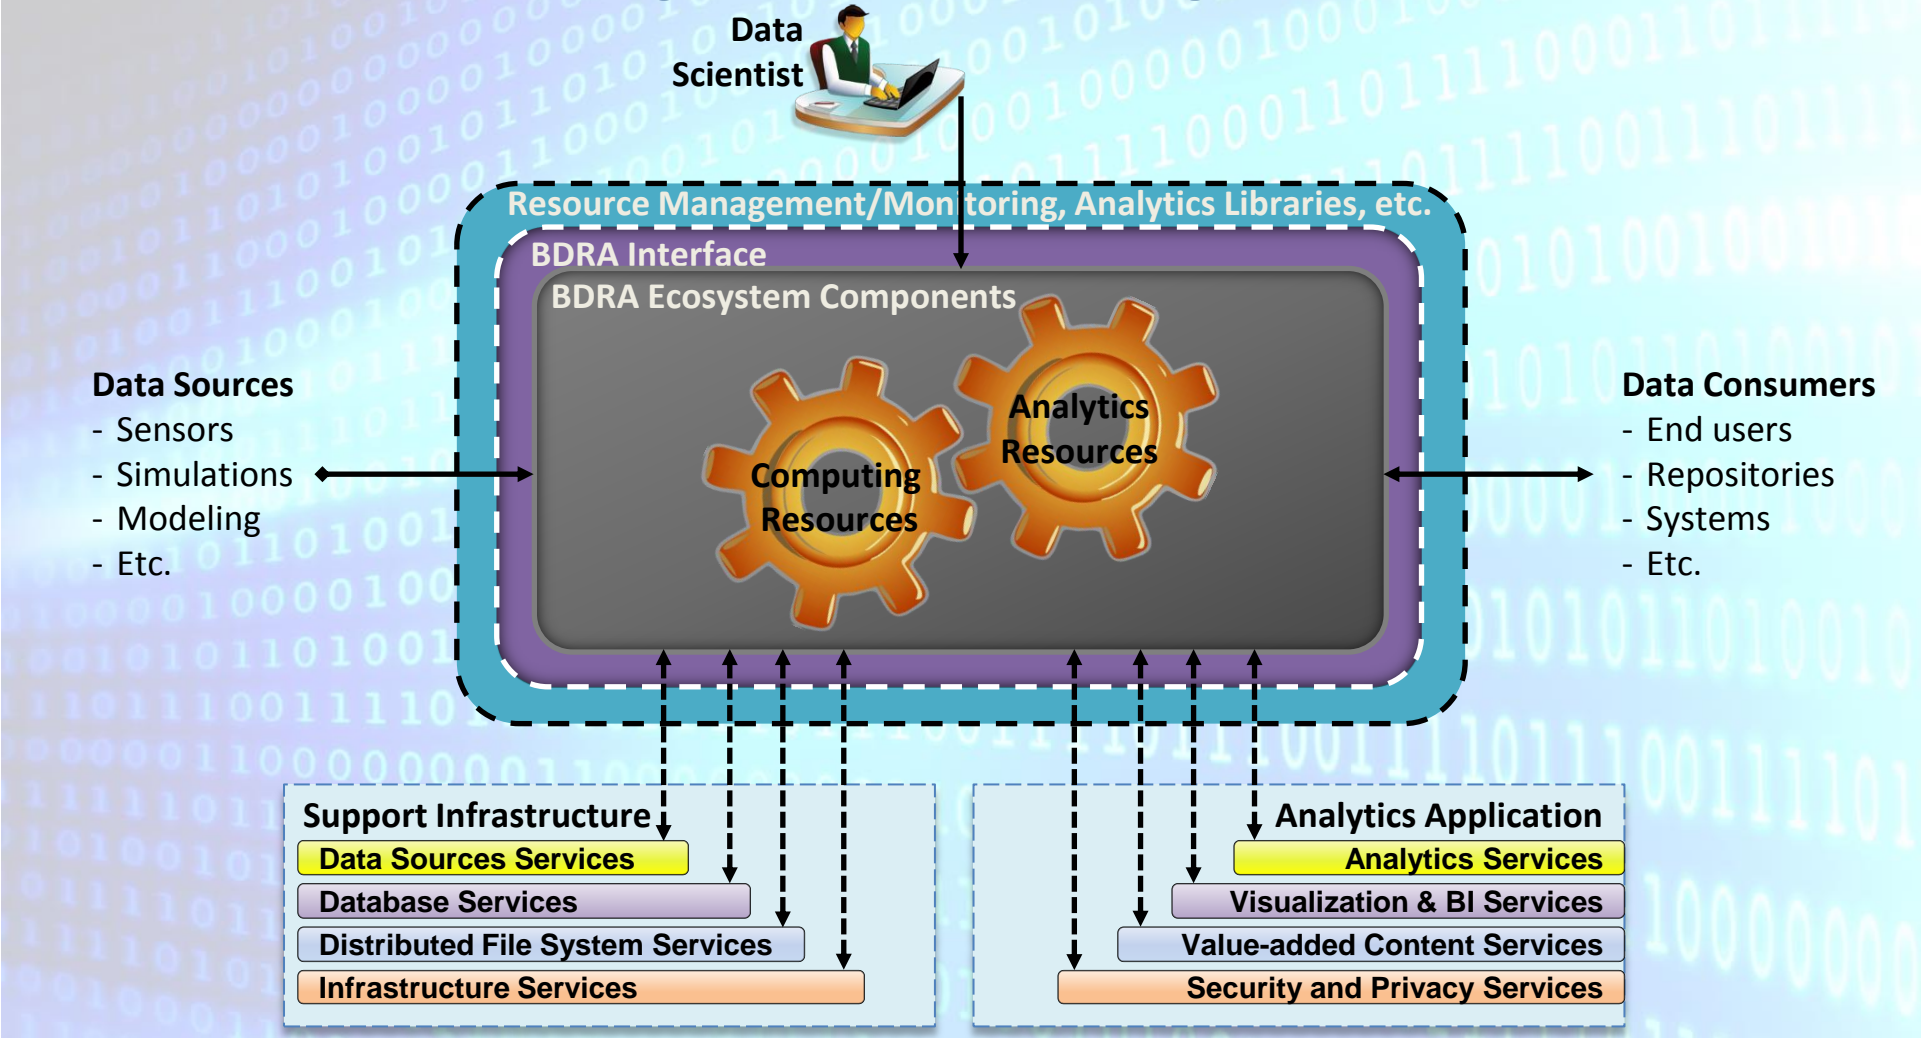 Data
Scientist
Resource Management/Monitoring, Analytics Libraries, etc.
BDRA Interface
BDRA Ecosystem Components
Analytics
Resources
Computing
Resources
Data Sources
- Sensors
- Simulations
- Modeling
- Etc.
Data Consumers
- End users
- Repositories
- Systems
- Etc.
Support Infrastructure
Data Sources Services
Database Services
Distributed File System Services
Infrastructure Services
Analytics Application
Analytics Services
Visualization & BI Services
Value-added Content Services
Security and Privacy Services